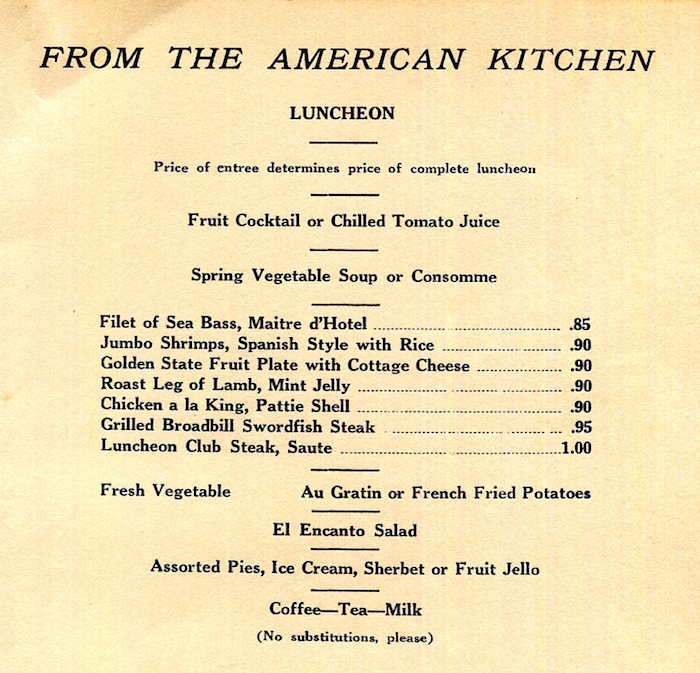 FROM THE AMERICAN KITCHEN
LUNCHEON
Price of entree determines price of complete luncheon
Fruit Cocktail or Chilled Tomato Juice
Spring Vegetable Soup or Consomme
Filet of Sea Bass, Maitre d'Hotel .85
Jumbo Shrimps, Spanish Style with Rice .90
Golden State Fruit Plate with Cottage Cheese .90
Roast Leg of Lamb, Mint Jelly .90
Chicken a la King, Pattie Shell .90
Grilled Broadbill Swordfish Steak .95
Luncheon Club Steak, Saute 1.00
Fresh Vegetable Au Gratin or French Fried Potatoes
El Encanto Salad
Assorted Pies, Ice Cream, Sherbet or Fruit Jello
Coffee—Tea—Milk
(No substitutions, please)